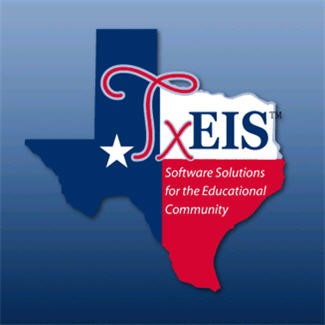 TxEIS™
Software Solutions
for the Educational
Community